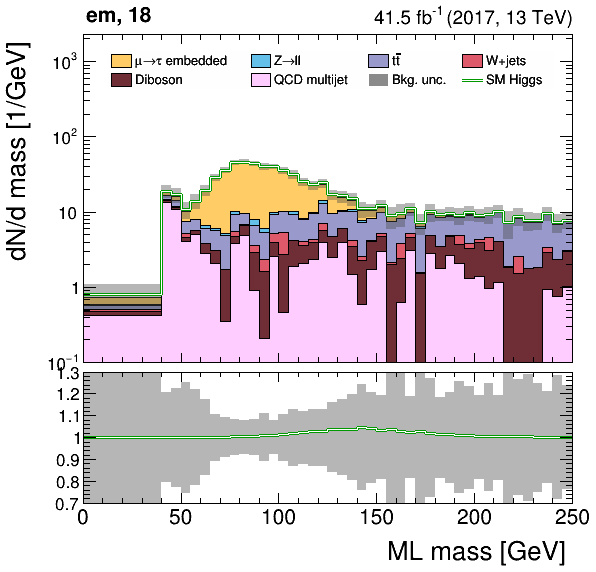 em, 18 41.5 fb⁻¹ (2017, 13 TeV)
dN/d mass [1/GeV]
μ→τ embedded Z→ll tt̄ W+jets
Diboson QCD multijet Bkg. unc. SM Higgs
10³
10²
10
1
10⁻¹
1.3
1.2
1.1
1
0.9
0.8
0.7
0 50 100 150 200 250
ML mass [GeV]